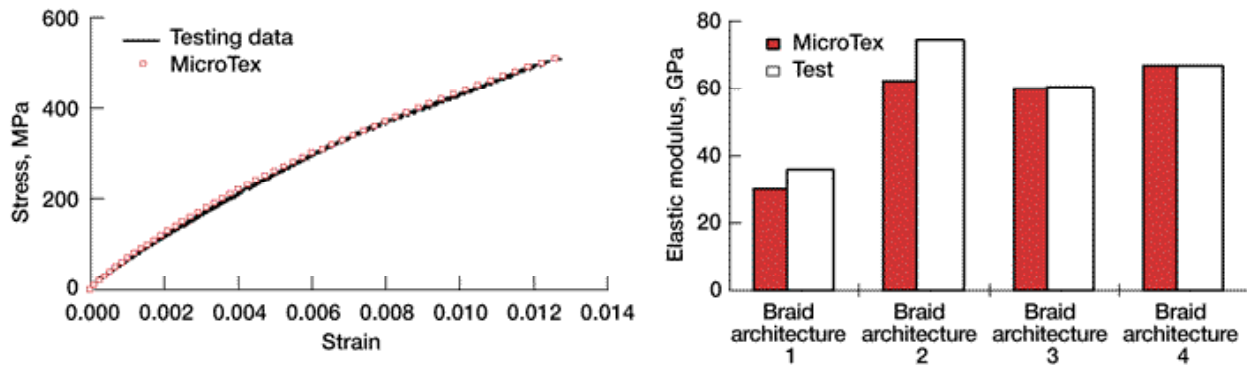 600
400
200
0
Stress, MPa
Testing data
MicroTex
0.000 0.002 0.004 0.006 0.008 0.010 0.012 0.014
Strain
80
60
40
20
0
Elastic modulus, GPa
MicroTex
Test
Braid
architecture
1
Braid
architecture
2
Braid
architecture
3
Braid
architecture
4